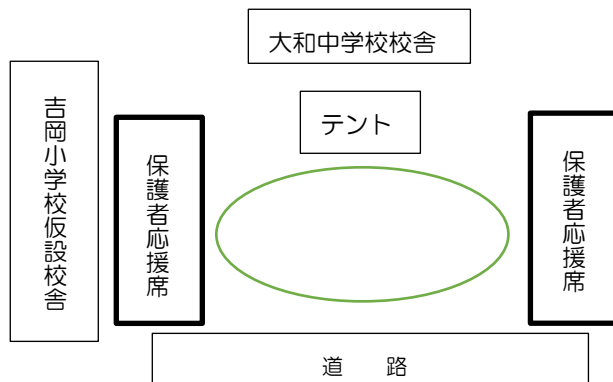 大和中学校校舎
テント
吉岡小学校仮設校舎
保護者応援席
保護者応援席
道　路